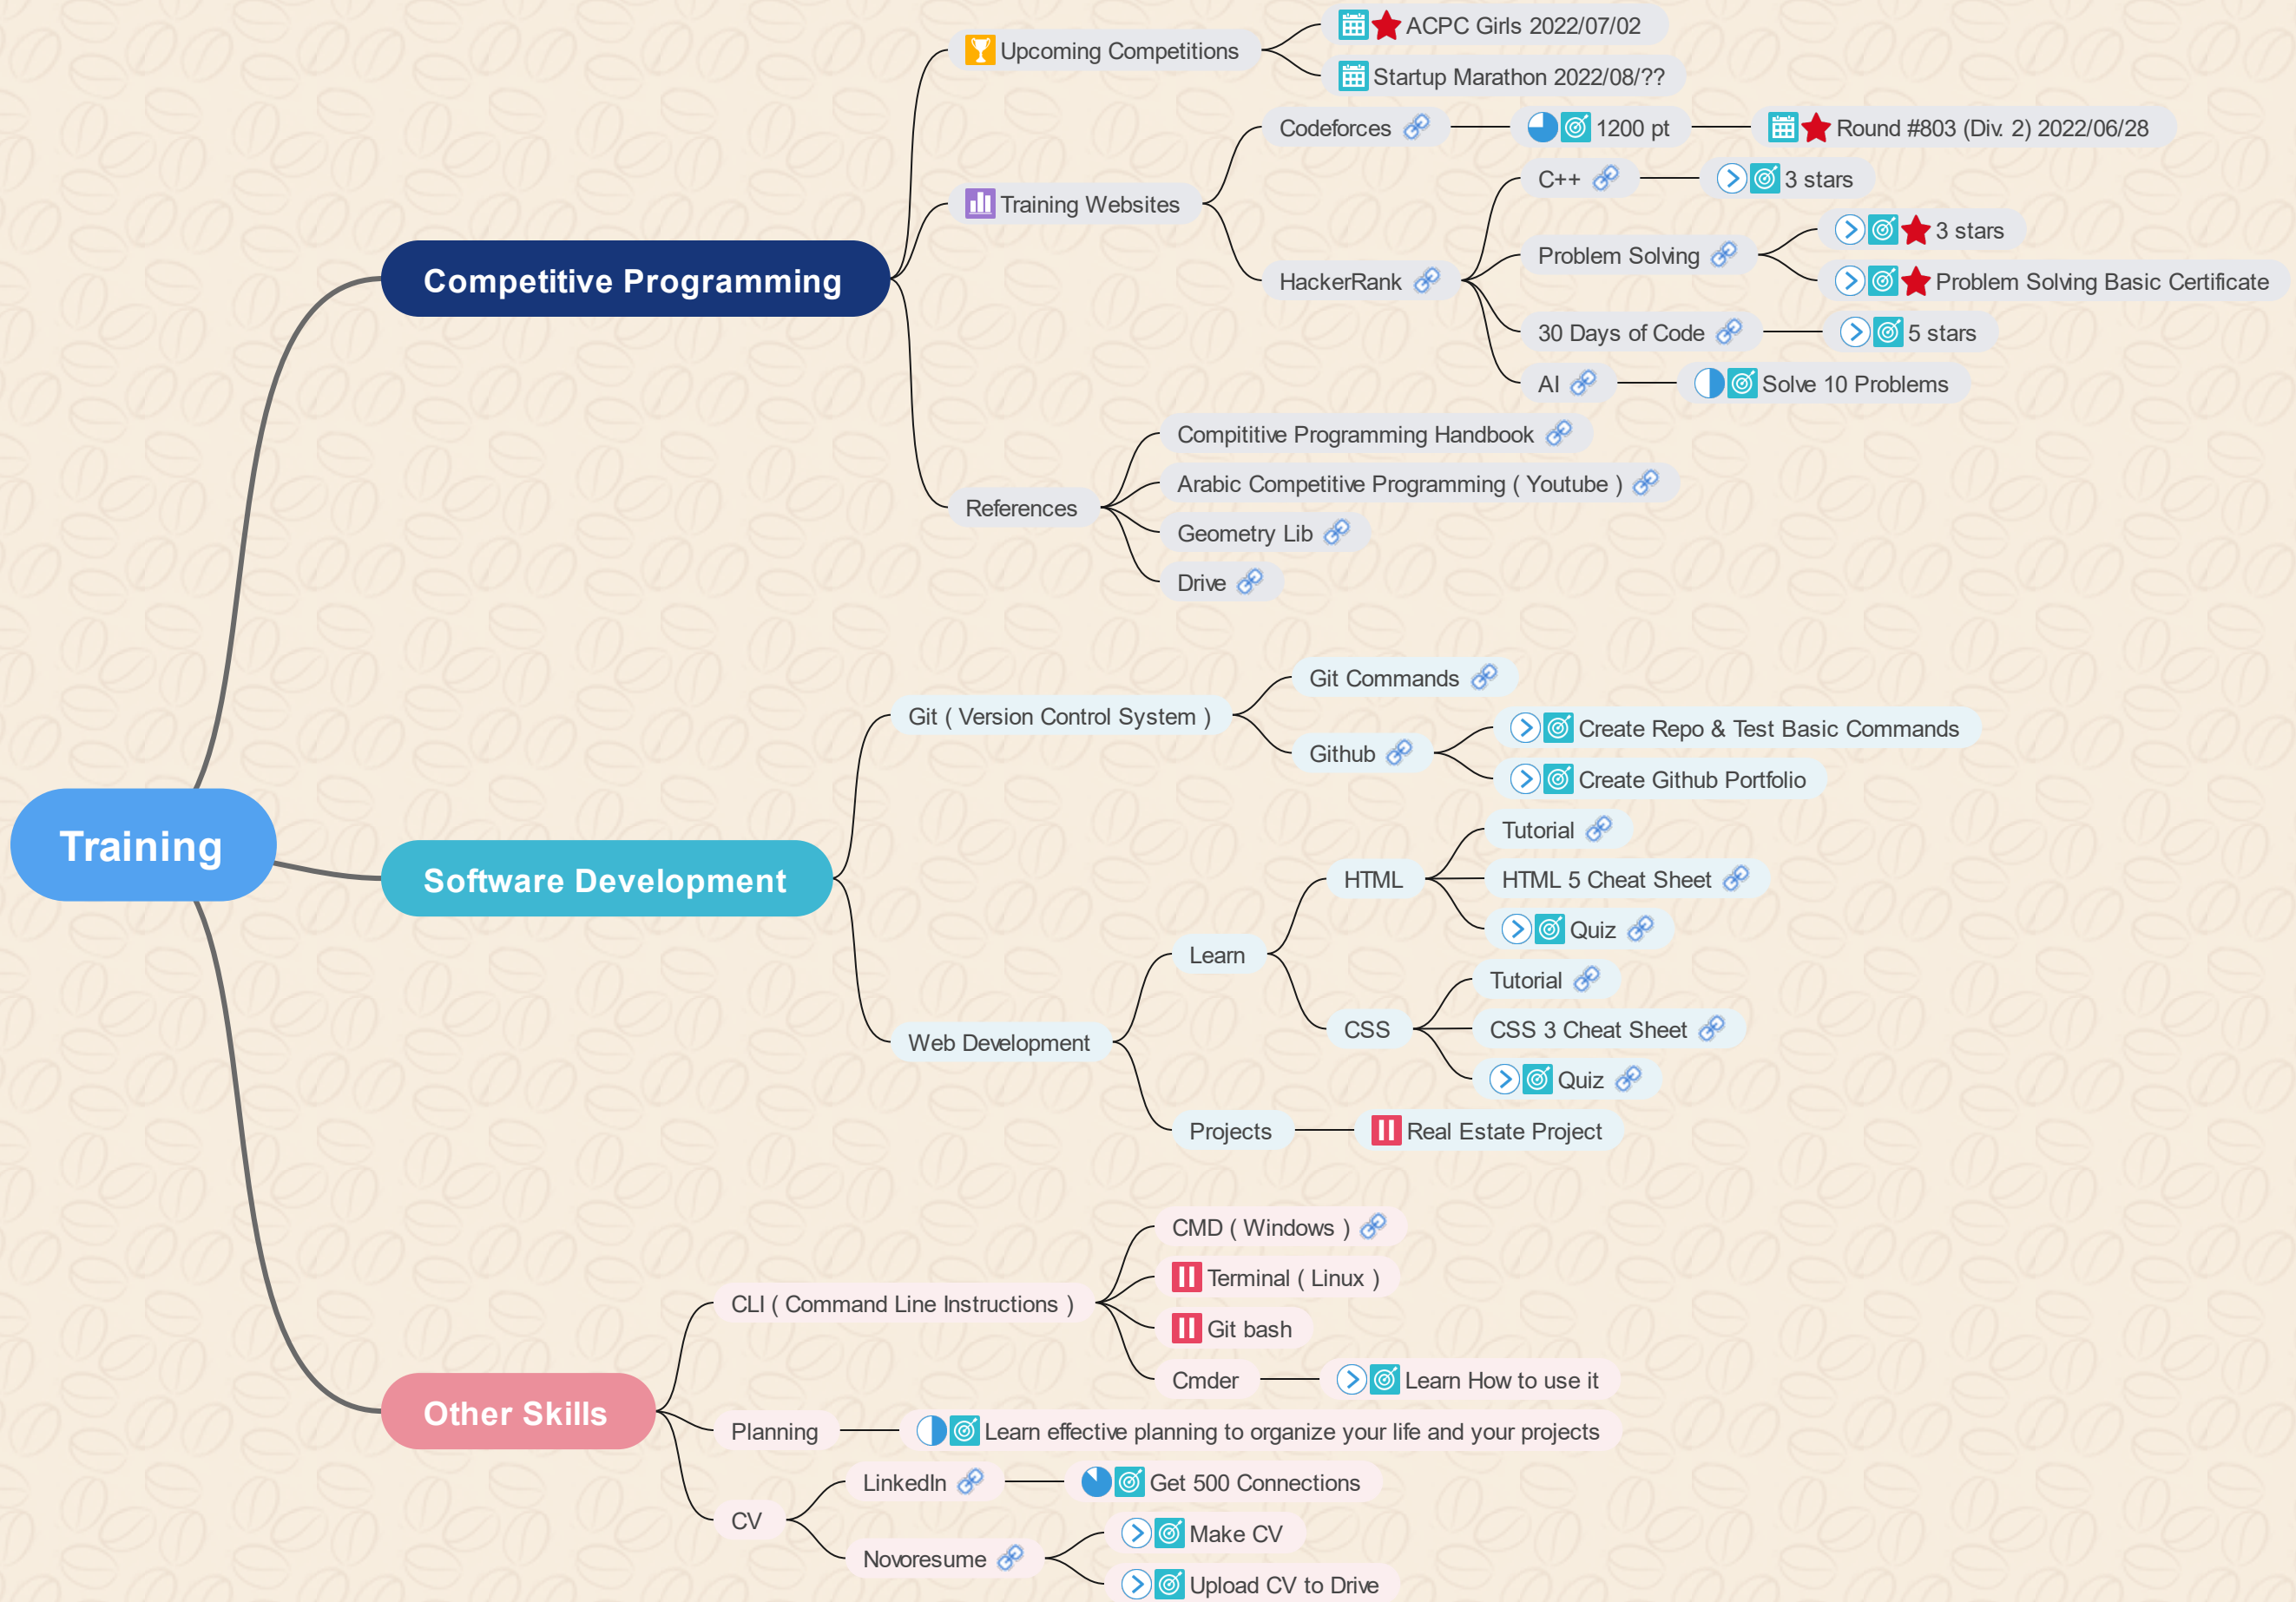 Training
Competitive Programming
Upcoming Competitions
ACPC Girls 2022/07/02
Startup Marathon 2022/08/??
Training Websites
Codeforces
1200 pt
Round #803 (Div. 2) 2022/06/28
HackerRank
C++
3 stars
Problem Solving
3 stars
Problem Solving Basic Certificate
30 Days of Code
5 stars
AI
Solve 10 Problems
References
Compititive Programming Handbook
Arabic Competitive Programming ( Youtube )
Geometry Lib
Drive
Software Development
Git ( Version Control System )
Git Commands
Github
Create Repo & Test Basic Commands
Create Github Portfolio
Web Development
Learn
HTML
Tutorial
HTML 5 Cheat Sheet
Quiz
CSS
Tutorial
CSS 3 Cheat Sheet
Quiz
Projects
Real Estate Project
Other Skills
CLI ( Command Line Instructions )
CMD ( Windows )
Terminal ( Linux )
Git bash
Cmder
Learn How to use it
Planning
Learn effective planning to organize your life and your projects
CV
LinkedIn
Get 500 Connections
Novoresume
Make CV
Upload CV to Drive